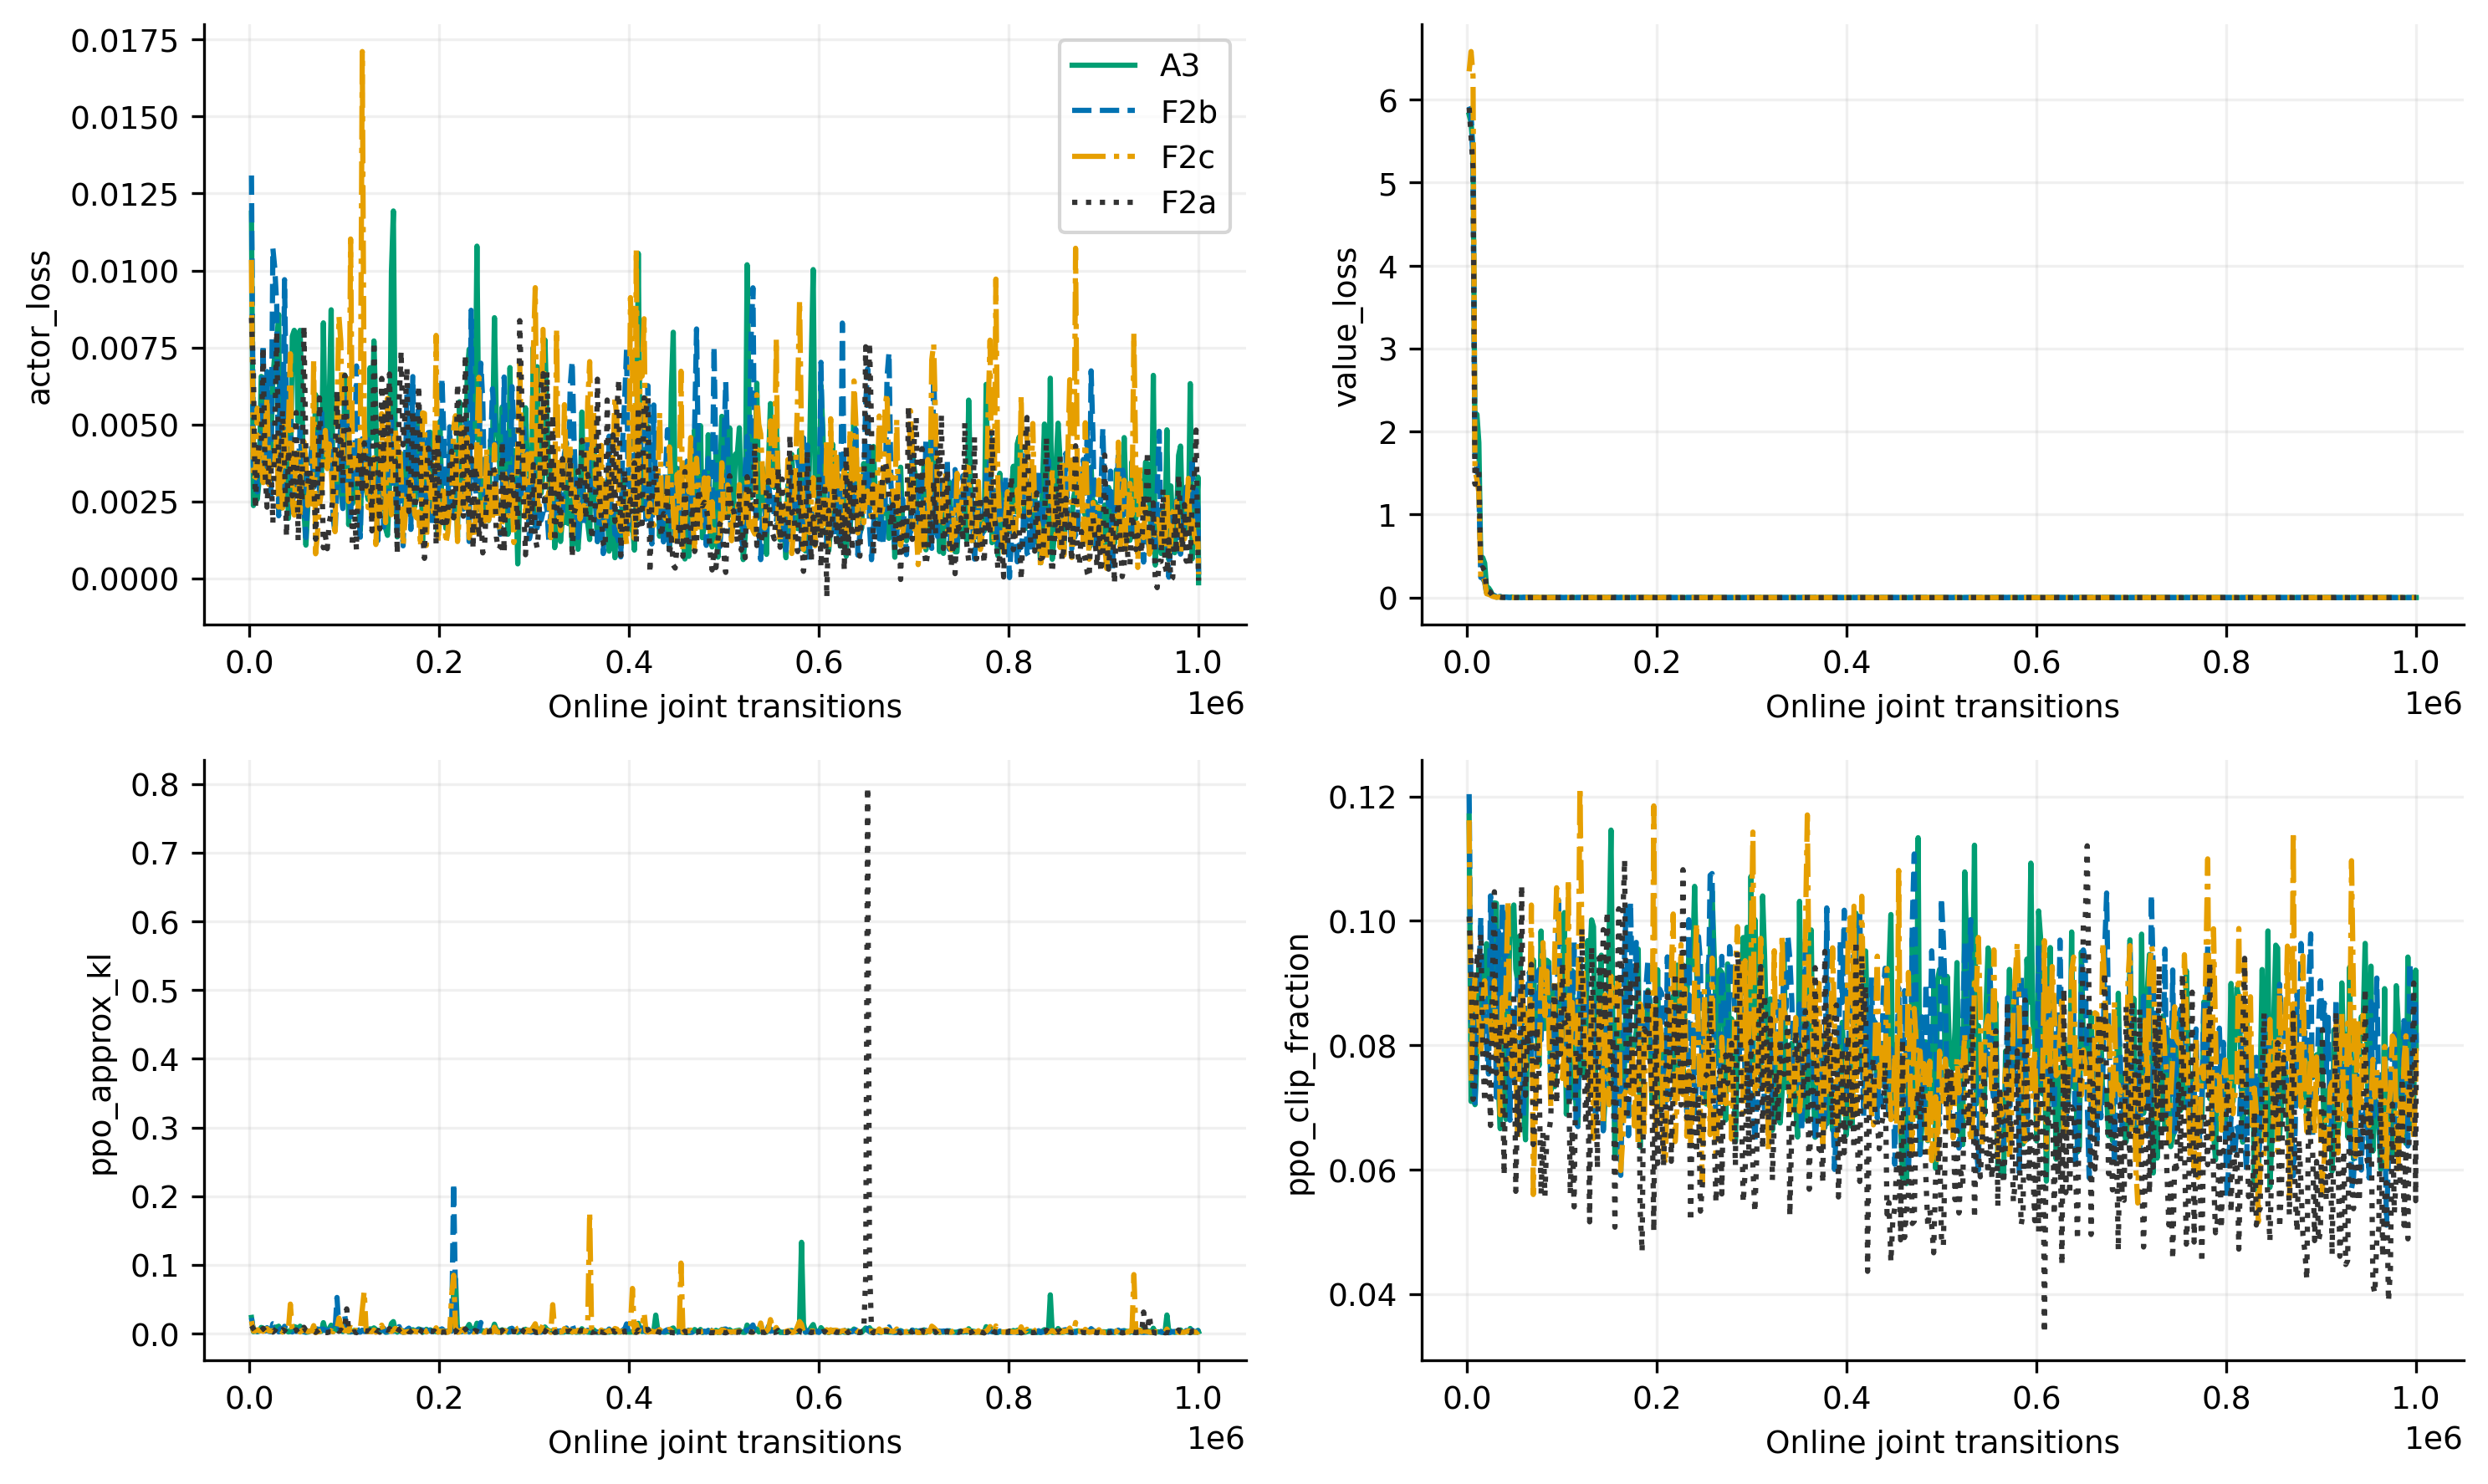 actor_loss
0.0175
0.0150
0.0125
0.0100
0.0075
0.0050
0.0025
0.0000
A3
F2b
F2c
F2a
0.0 0.2 0.4 0.6 0.8 1.0
Online joint transitions
1e6
value_loss
6
5
4
3
2
1
0
0.0 0.2 0.4 0.6 0.8 1.0
Online joint transitions
1e6
ppo_approx_kl
0.8
0.7
0.6
0.5
0.4
0.3
0.2
0.1
0.0
0.0 0.2 0.4 0.6 0.8 1.0
Online joint transitions
1e6
ppo_clip_fraction
0.12
0.10
0.08
0.06
0.04
0.0 0.2 0.4 0.6 0.8 1.0
Online joint transitions
1e6